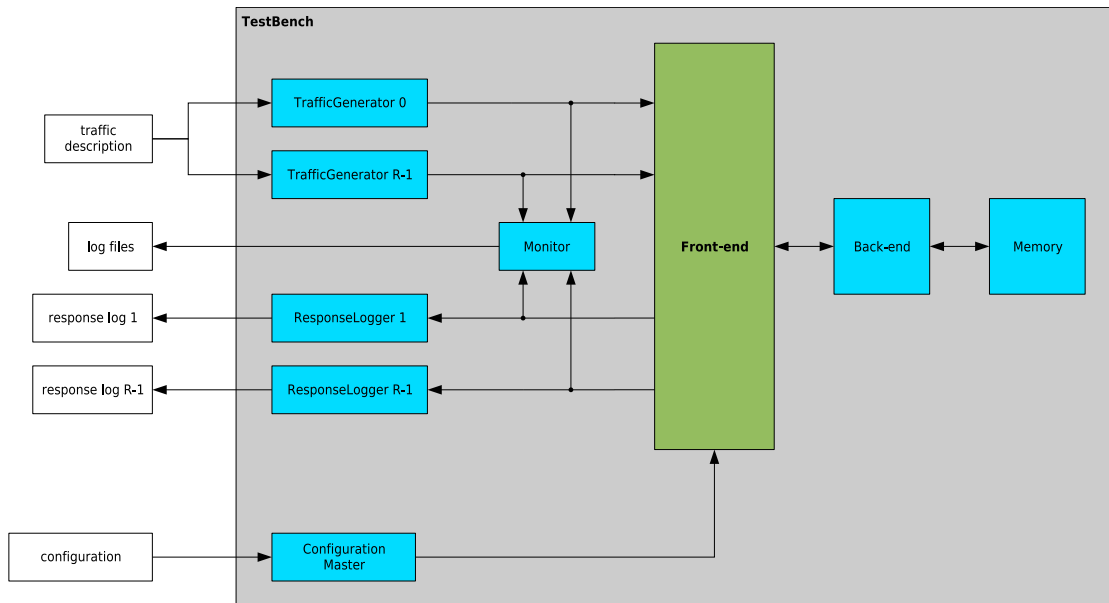 TestBench
TrafficGenerator 0
traffic
description
TrafficGenerator R-1
log files
Monitor
Front-end
Back-end
Memory
response log 1
ResponseLogger 1
response log R-1
ResponseLogger R-1
configuration
Configuration
Master